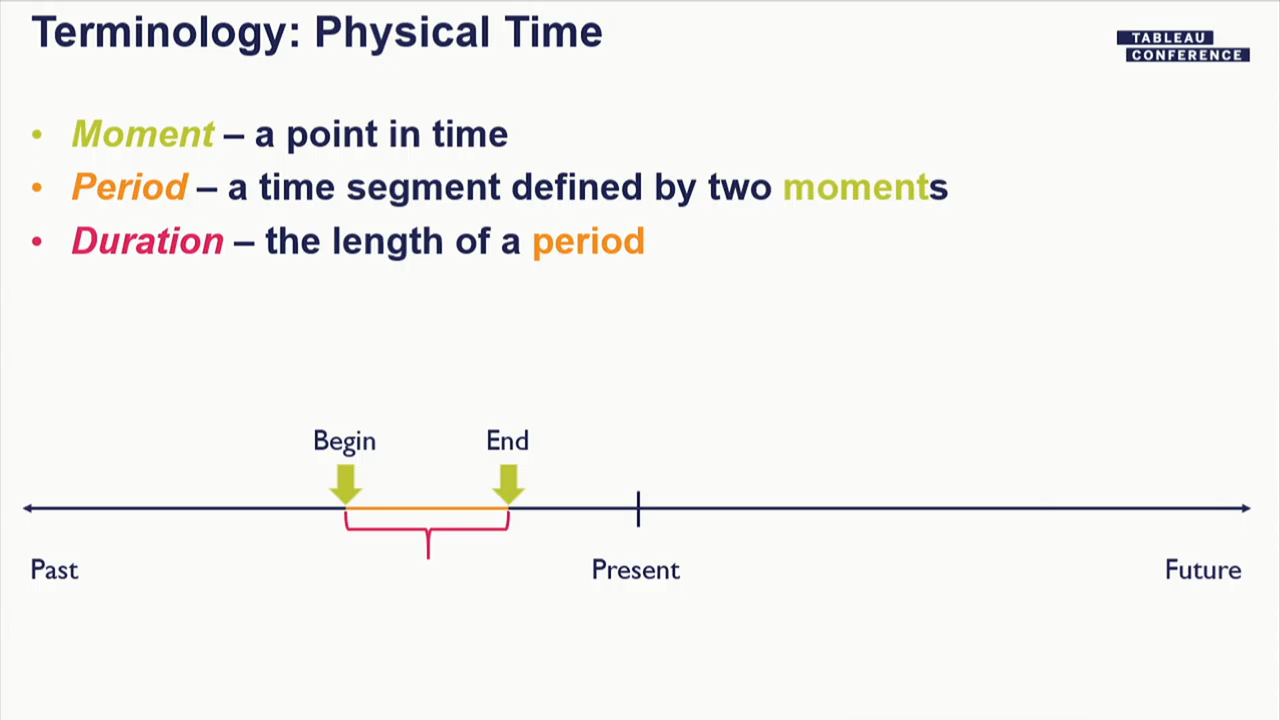 Terminology: Physical Time
TABLEAU
CONFERENCE
• Moment – a point in time
• Period – a time segment defined by two moments
• Duration – the length of a period
Begin
End
Past
Present
Future